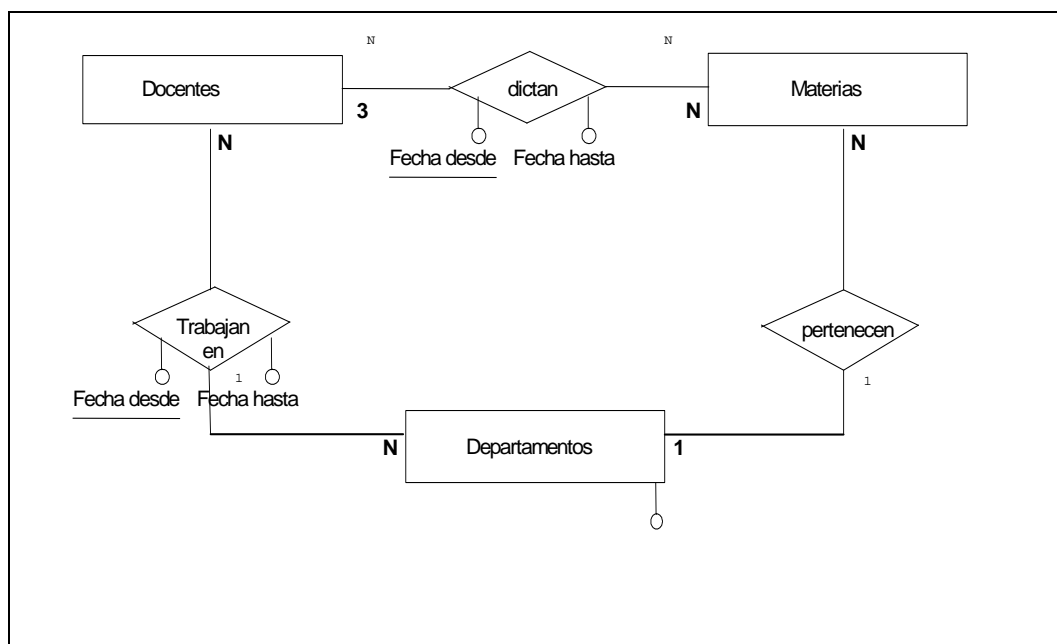 N N
Docentes dictan Materias
3 N
N Fecha desde Fecha hasta N
Trabajan
en
pertenecen
1 1
Fecha desde Fecha hasta
N Departamentos 1